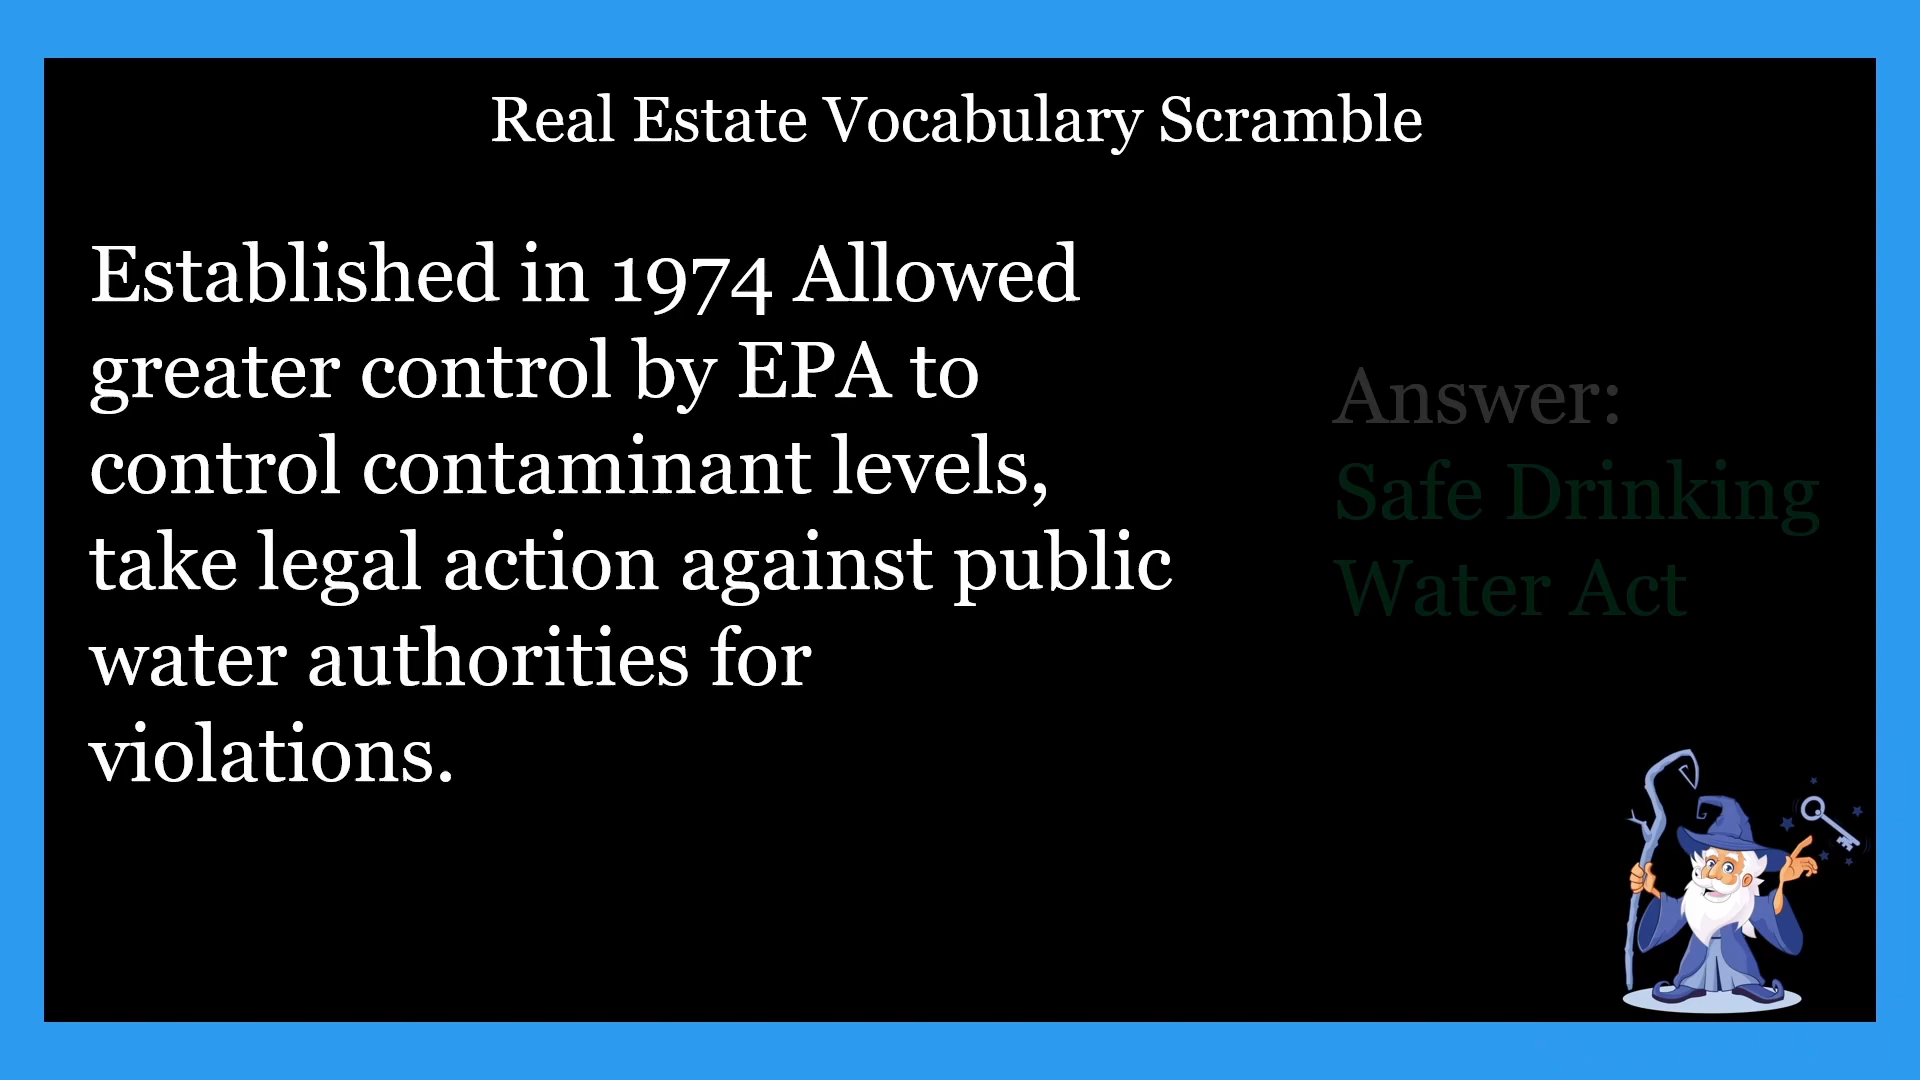 Real Estate Vocabulary Scramble
Established in 1974 Allowed
greater control by EPA to
control contaminant levels,
take legal action against public
water authorities for
violations.
Answer:
Safe Drinking
Water Act